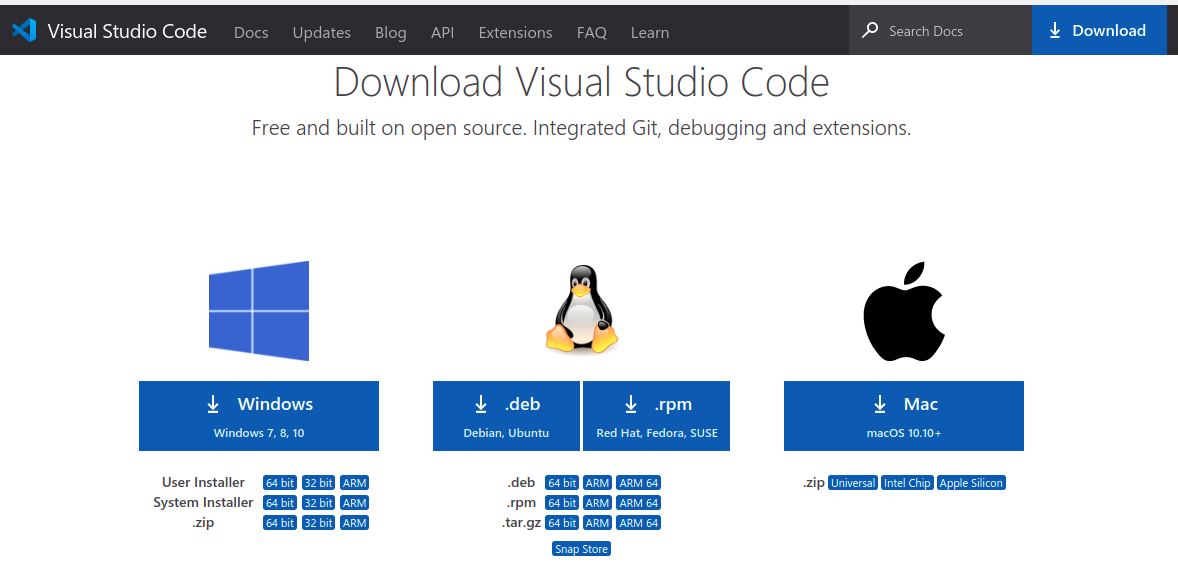 Visual Studio Code Docs Updates Blog API Extensions FAQ Learn Search Docs Download
Download Visual Studio Code
Free and built on open source. Integrated Git, debugging and extensions.
Windows .deb .rpm Mac
Windows 7, 8, 10 Debian, Ubuntu Red Hat, Fedora, SUSE macOS 10.10+
User Installer 64 bit 32 bit ARM .deb 64 bit ARM ARM 64 .zip Universal Intel Chip Apple Silicon
System Installer 64 bit 32 bit ARM .rpm 64 bit ARM ARM 64
.zip 64 bit 32 bit ARM .tar.gz 64 bit ARM ARM 64
Snap Store